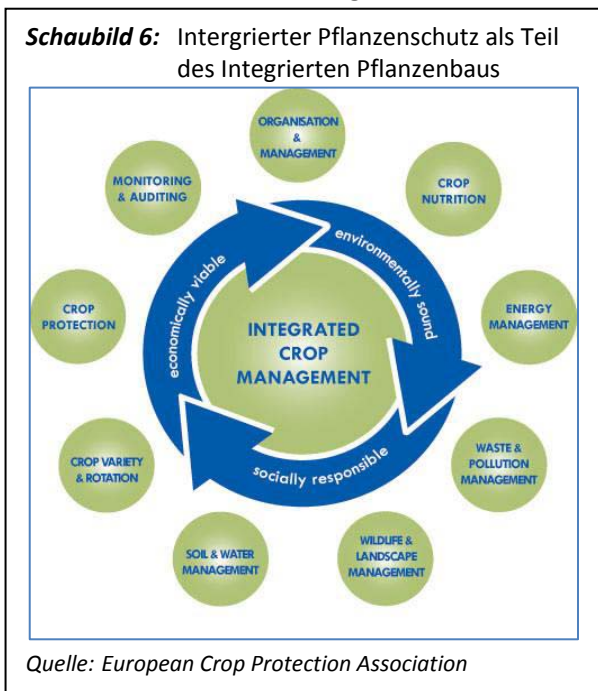 Schaubild 6: Intergrierter Pflanzenschutz als Teil
des Integrierten Pflanzenbaus
ORGANISATION
&
MANAGEMENT
CROP
NUTRITION
ENERGY
MANAGEMENT
WASTE &
POLLUTION
MANAGEMENT
WILDLIFE &
LANDSCAPE
MANAGEMENT
SOIL & WATER
MANAGEMENT
CROP VARIETY
& ROTATION
CROP
PROTECTION
MONITORING
& AUDITING
economically viable
environmentally sound
socially responsible
INTEGRATED
CROP
MANAGEMENT
Quelle: European Crop Protection Association